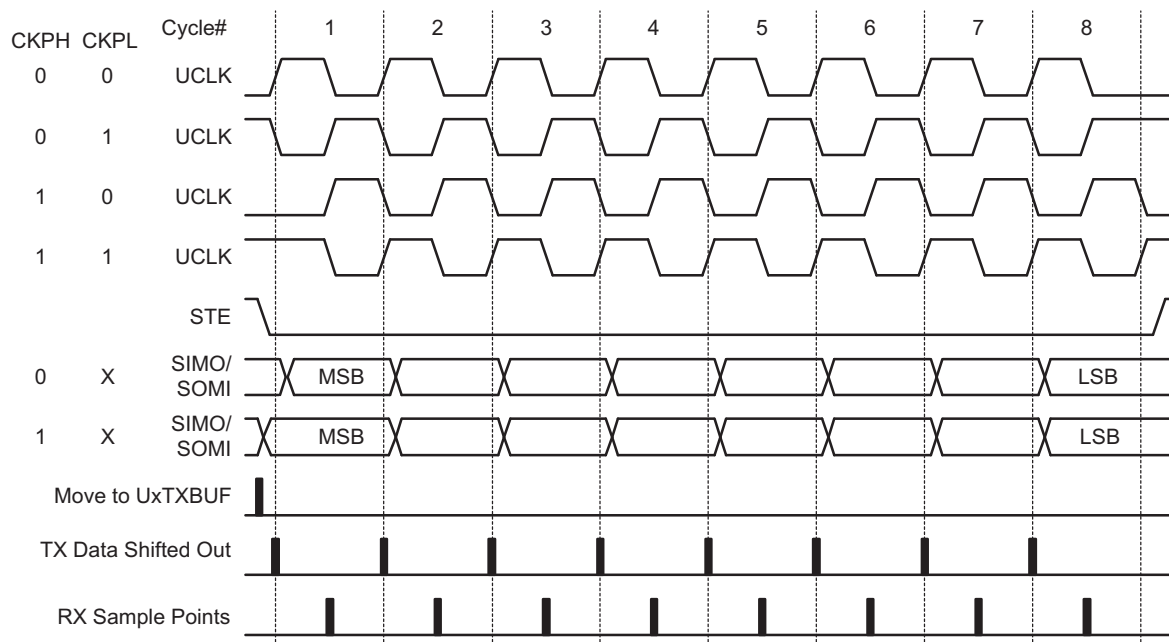 Cycle# 1 2 3 4 5 6 7 8
CKPH CKPL
0 0 UCLK
0 1 UCLK
1 0 UCLK
1 1 UCLK
STE
0 X SIMO/
SOMI MSB LSB
1 X SIMO/
SOMI MSB LSB
Move to UxTXBUF
TX Data Shifted Out
RX Sample Points